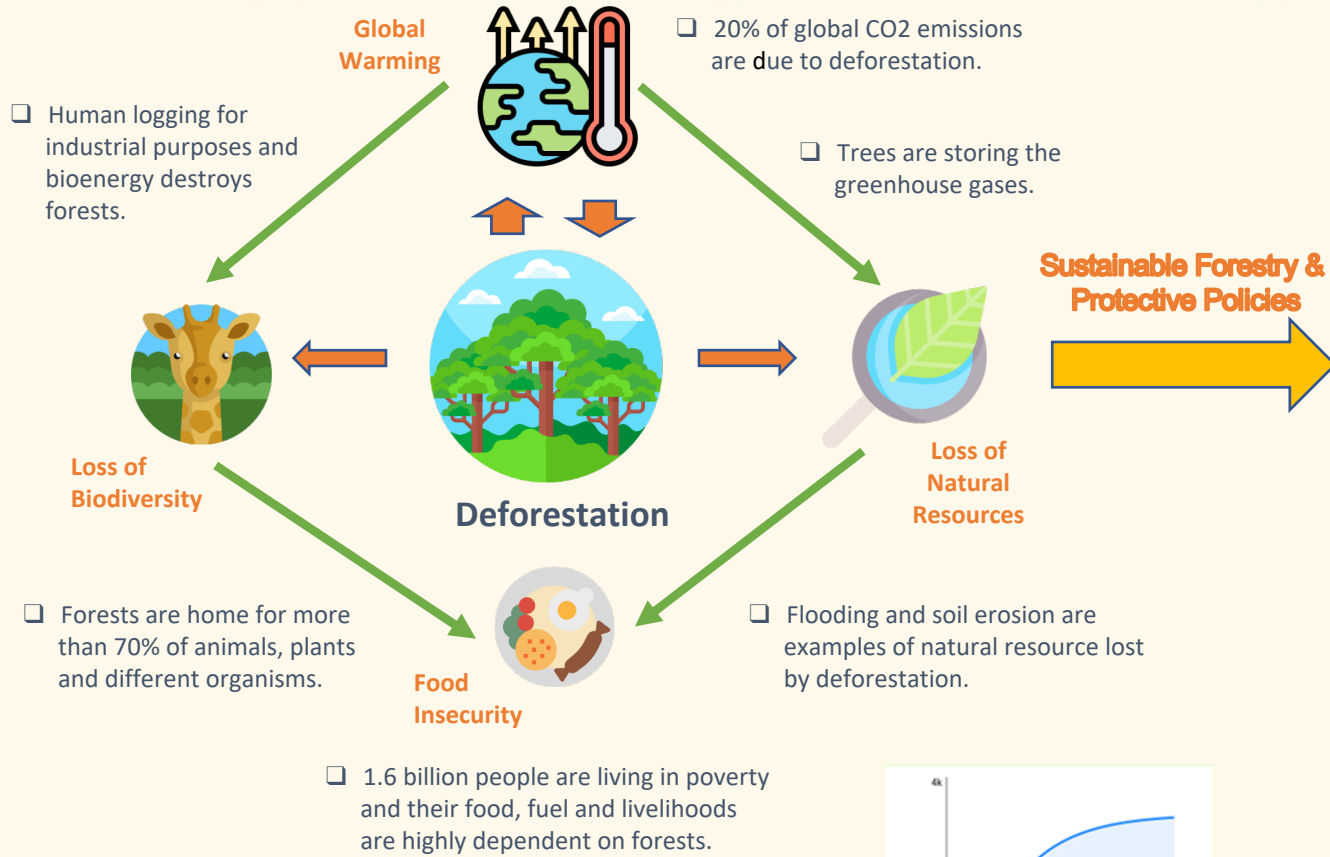 Global
Warming
❑ 20% of global CO2 emissions
are due to deforestation.
❑ Human logging for
industrial purposes and
bioenergy destroys
forests.
❑ Trees are storing the
greenhouse gases.
Sustainable Forestry &
Protective Policies
Loss of
Biodiversity
Deforestation
Loss of
Natural
Resources
❑ Forests are home for more
than 70% of animals, plants
and different organisms.
Food
Insecurity
❑ Flooding and soil erosion are
examples of natural resource lost
by deforestation.
❑ 1.6 billion people are living in poverty
and their food, fuel and livelihoods
are highly dependent on forests.
4k